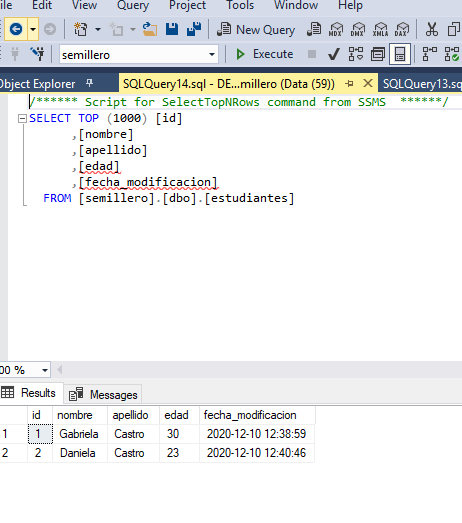 ile Edit View Query Project Tools Window Help
New Query MDX DMX XMLA DAX
semillero Execute
Object Explorer SQLQuery14.sql - DE...millero (Data (59))* SQLQuery13.sql
/****** Script for SelectTopNRows command from SSMS ******/
SELECT TOP (1000) [id]
,[nombre]
,[apellido]
,[edad]
,[fecha_modificacion]
FROM [semillero].[dbo].[estudiantes]
00 %
Results Messages
id nombre apellido edad fecha_modificacion
1 1 Gabriela Castro 30 2020-12-10 12:38:59
2 2 Daniela Castro 23 2020-12-10 12:40:46